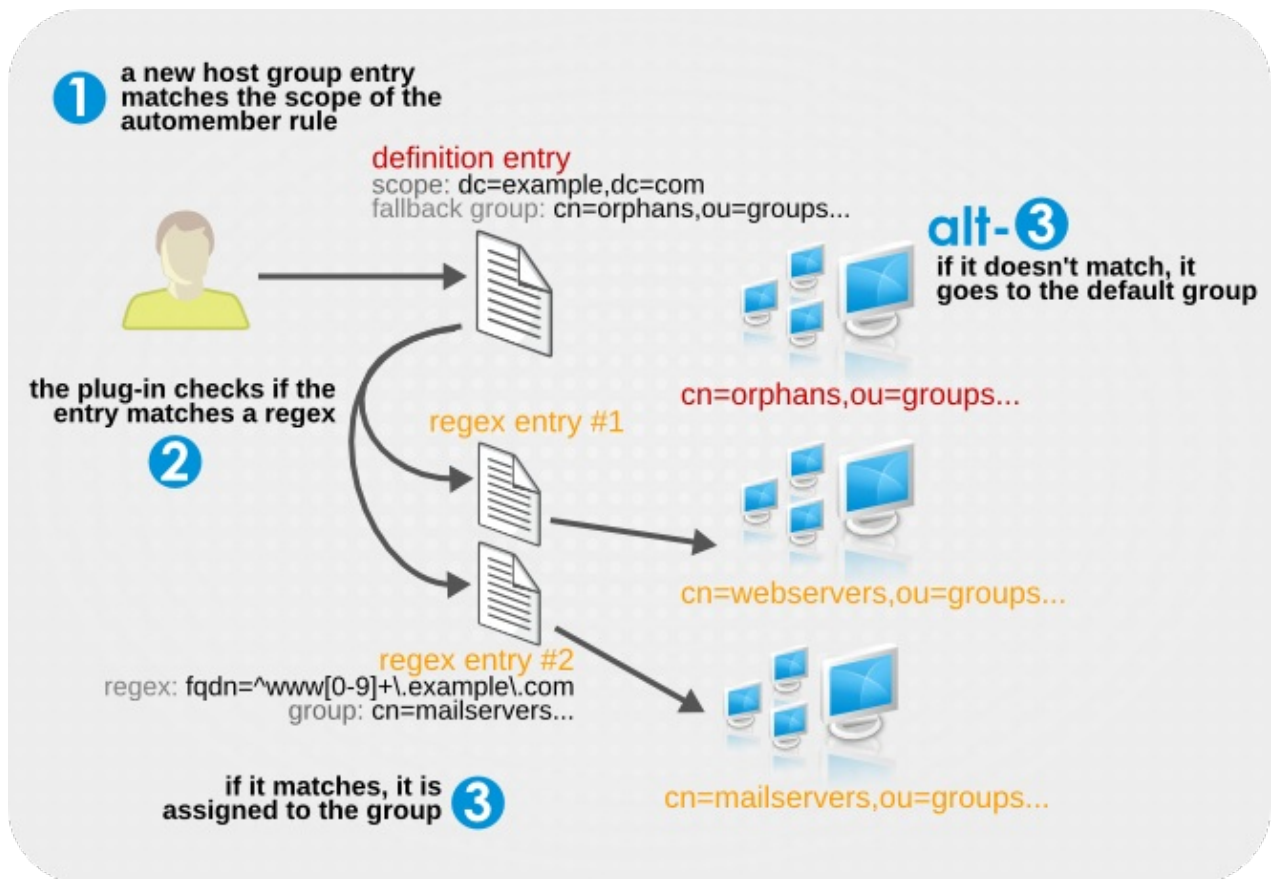 1 a new host group entry
matches the scope of the
automember rule
definition entry
scope: dc=example,dc=com
fallback group: cn=orphans,ou=groups...
alt-3
if it doesn't match, it
goes to the default group
cn=orphans,ou=groups...
the plug-in checks if the
entry matches a regex
2
regex entry #1
cn=webservers,ou=groups...
regex entry #2
regex: fqdn=^www[0-9]+\.example\.com
group: cn=mailservers...
cn=mailservers,ou=groups...
if it matches, it is
assigned to the group 3